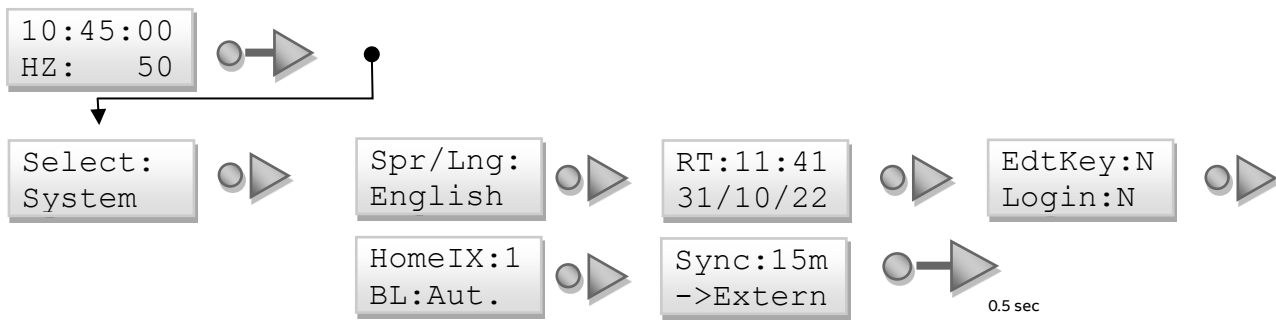 10:45:00
HZ: 50
Select:
System
Spr/Lng:
English
RT:11:41
31/10/22
EdtKey:N
Login:N
HomeIX:1
BL:Aut.
Sync:15m
->Extern
0.5 sec